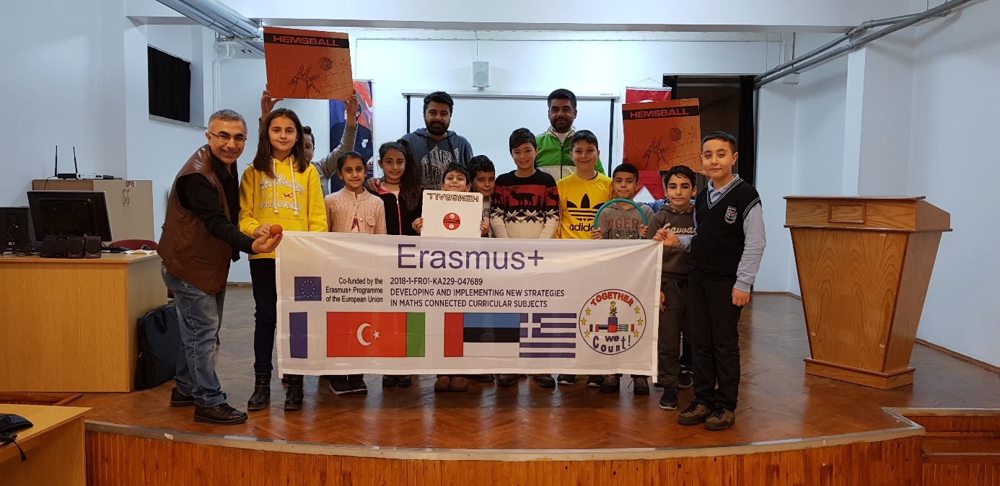 HEMSBALL
HEMSBALL
HEMSBALL
adidas
TIGERS
Erasmus+
Co-funded by the
Erasmus+ Programme
of the European Union
2018-1-FR01-KA229-047689
DEVELOPING AND IMPLEMENTING NEW STRATEGIES
IN MATHS CONNECTED CURRICULAR SUBJECTS
TOGETHER
we
Count!